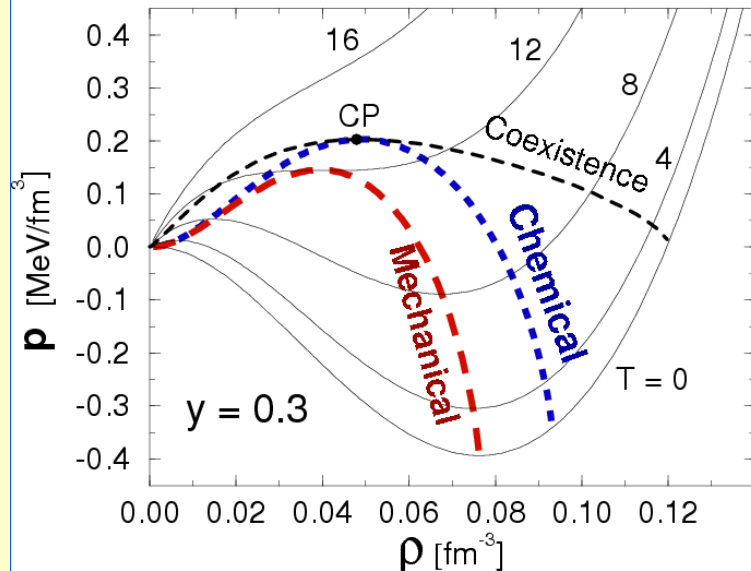 0.4
0.3
0.2
0.1
0.0
-0.1
-0.2
-0.3
-0.4
p [MeV/fm³]
16
12
8
4
CP
Coexistence
Mechanical
Chemical
T = 0
y = 0.3
0.00 0.02 0.04 0.06 0.08 0.10 0.12
ρ [fm⁻³]